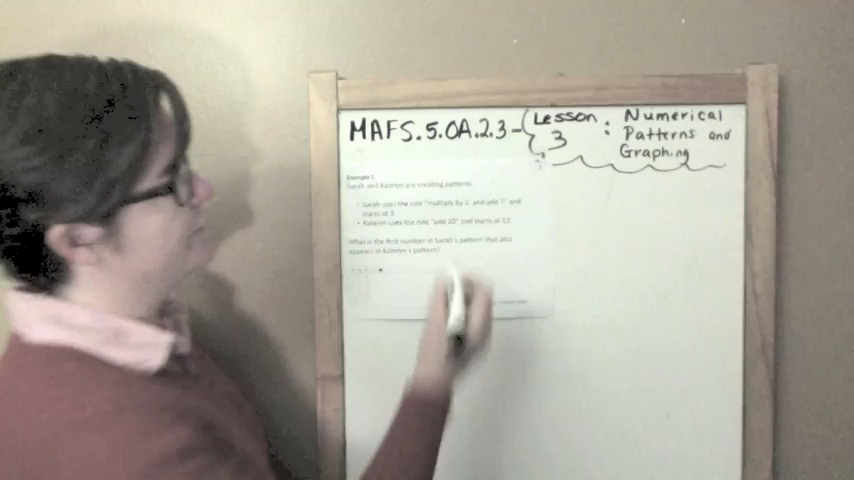 MAFS.5.OA.2.3- Lesson 3 : Numerical
Patterns and
Graphing
Example 1
Sarah and Katelyn are creating patterns.
• Sarah uses the rule "multiply by 2, and add 1" and
starts at 3
• Katelyn uses the rule "add 20" and starts at 12
What is the first number in Sarah's pattern that also
appears in Katelyn's pattern?